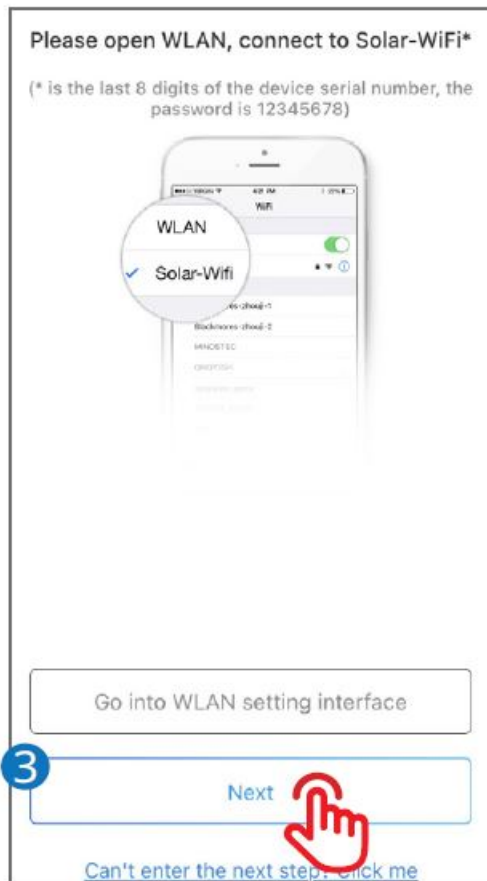 Please open WLAN, connect to Solar-WiFi*
(* is the last 8 digits of the device serial number, the
password is 12345678)
WiFi
WLAN
Solar-Wifi
MINDSTEC
Go into WLAN setting interface
3
Next
Can't enter the next step? Click me